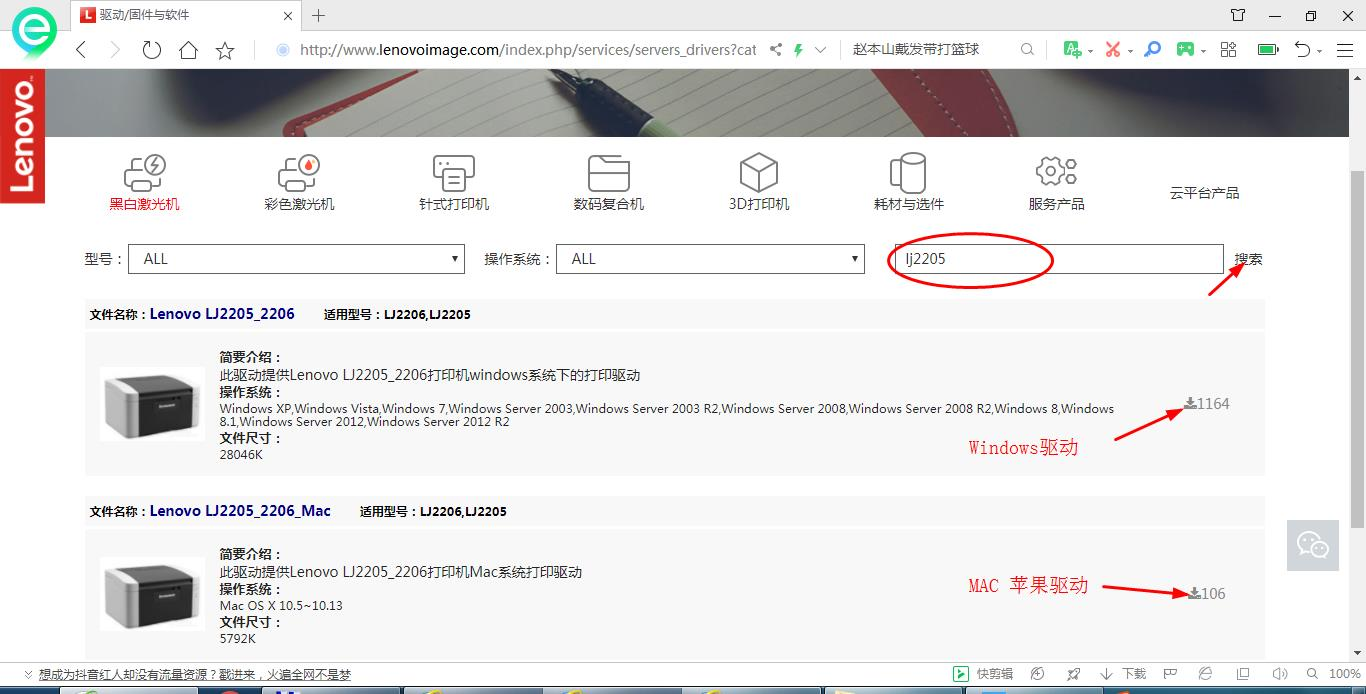 驱动/固件与软件
http://www.lenovoimage.com/index.php/services/servers_drivers?cat
赵本山戴发带打篮球
Lenovo
黑白激光机
彩色激光机
针式打印机
数码复合机
3D打印机
耗材与选件
服务产品
云平台产品
型号： ALL
操作系统： ALL
lj2205
搜索
文件名称：Lenovo LJ2205_2206 适用型号：LJ2206,LJ2205
简要介绍：
此驱动提供Lenovo LJ2205_2206打印机windows系统下的打印驱动
操作系统：
Windows XP,Windows Vista,Windows 7,Windows Server 2003,Windows Server 2003 R2,Windows Server 2008,Windows Server 2008 R2,Windows 8,Windows
8.1,Windows Server 2012,Windows Server 2012 R2
文件尺寸：
28046K
1164
Windows驱动
文件名称：Lenovo LJ2205_2206_Mac 适用型号：LJ2206,LJ2205
简要介绍：
此驱动提供Lenovo LJ2205_2206打印机Mac系统打印驱动
操作系统：
Mac OS X 10.5~10.13
文件尺寸：
5792K
MAC 苹果驱动
106
想成为抖音红人却没有流量资源？戳进来，火遍全网不是梦
快剪辑
下载
100%